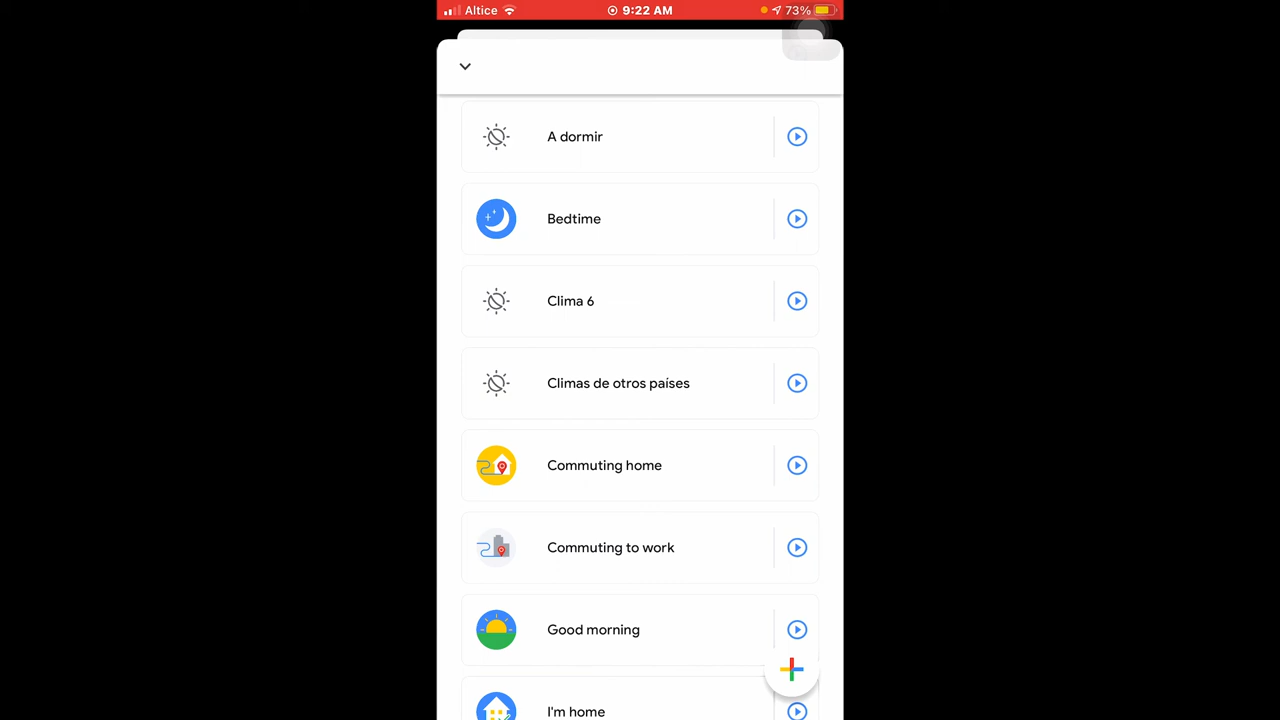 Altice 9:22 AM 73%
A dormir
Bedtime
Clima 6
Climas de otros países
Commuting home
Commuting to work
Good morning
I'm home